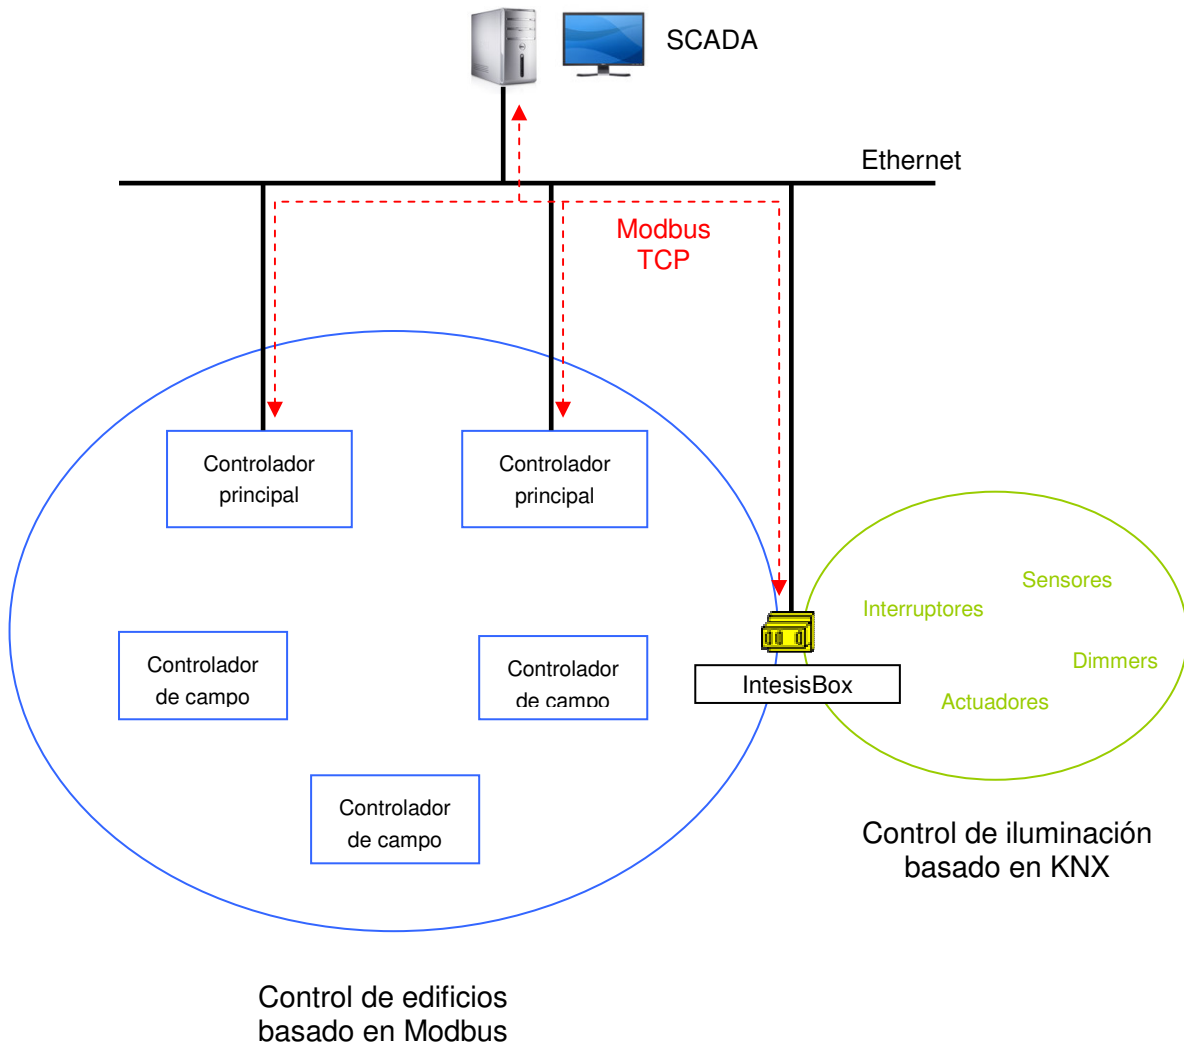 SCADA
Ethernet
Modbus
TCP
Controlador
principal
Controlador
principal
Sensores
Interruptores
Controlador
de campo
Controlador
de campo
Dimmers
IntesisBox
Actuadores
Controlador
de campo
Control de iluminación
basado en KNX
Control de edificios
basado en Modbus